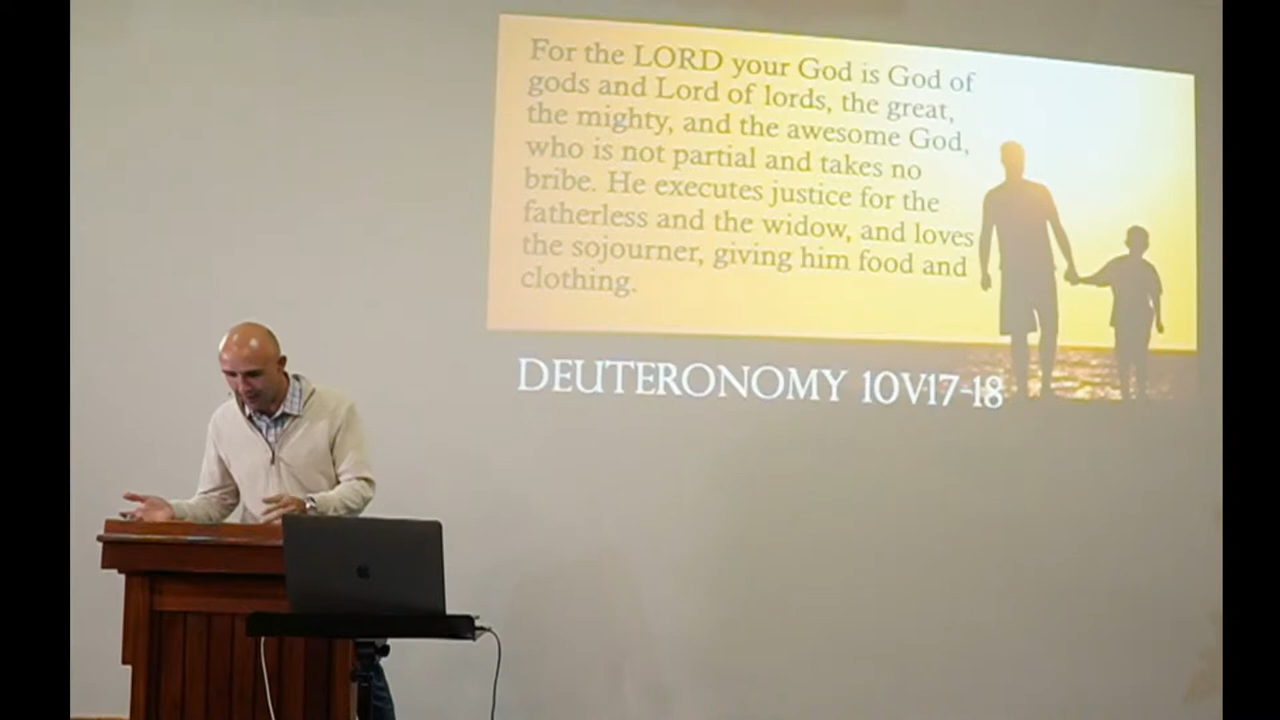 For the LORD your God is God of
gods and Lord of lords, the great,
the mighty, and the awesome God,
who is not partial and takes no
bribe. He executes justice for the
fatherless and the widow, and loves
the sojourner, giving him food and
clothing.
DEUTERONOMY 10V17-18